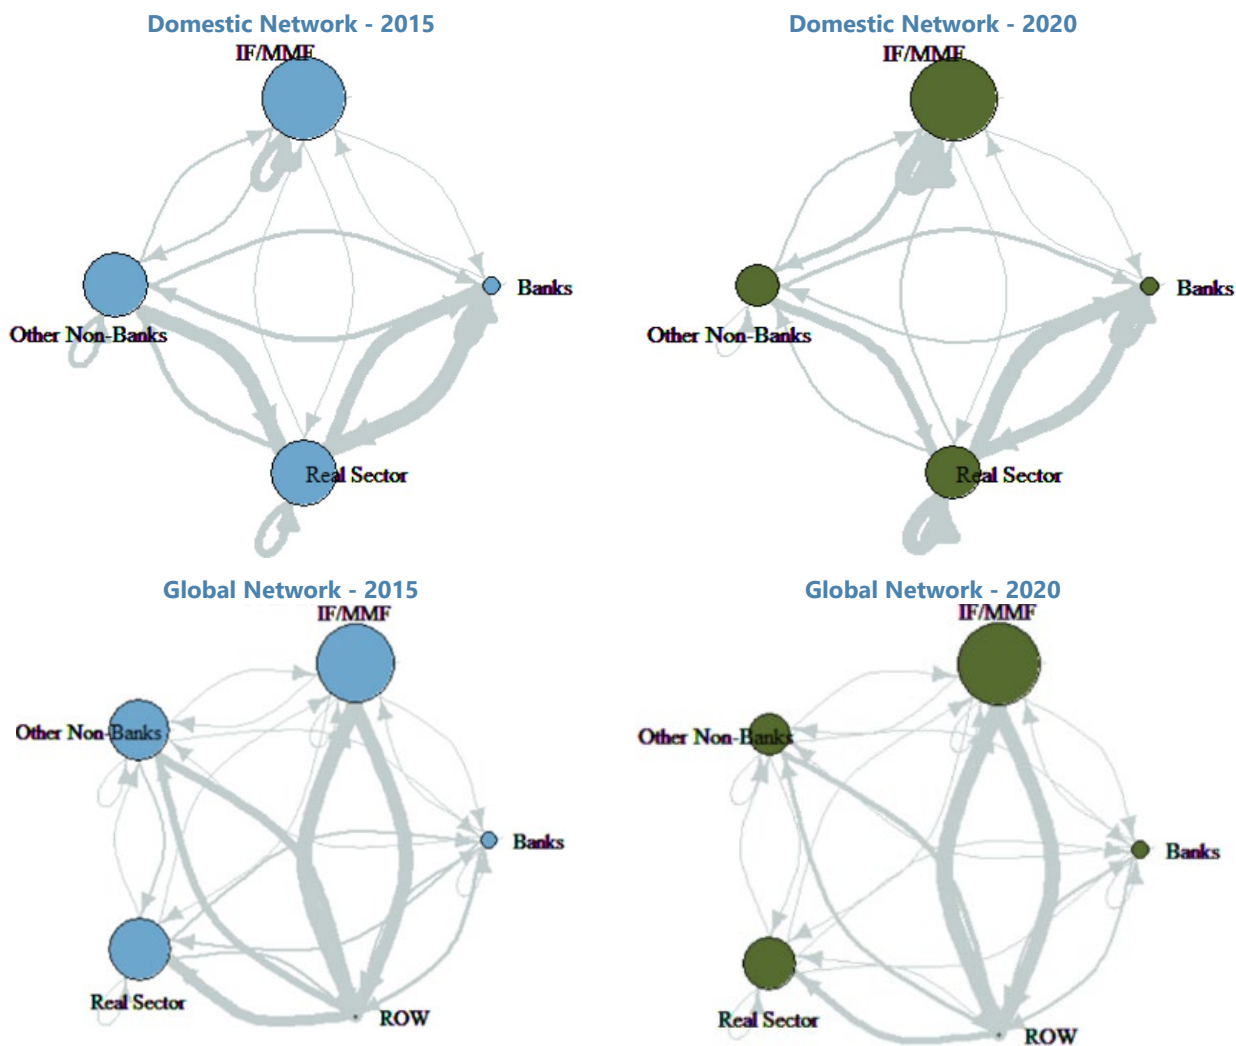 Domestic Network - 2015
IF/MMF
Banks
Other Non-Banks
Real Sector
Domestic Network - 2020
IF/MMF
Banks
Other Non-Banks
Real Sector
Global Network - 2015
IF/MMF
Other Non-Banks
Banks
Real Sector
ROW
Global Network - 2020
IF/MMF
Other Non-Banks
Banks
Real Sector
ROW